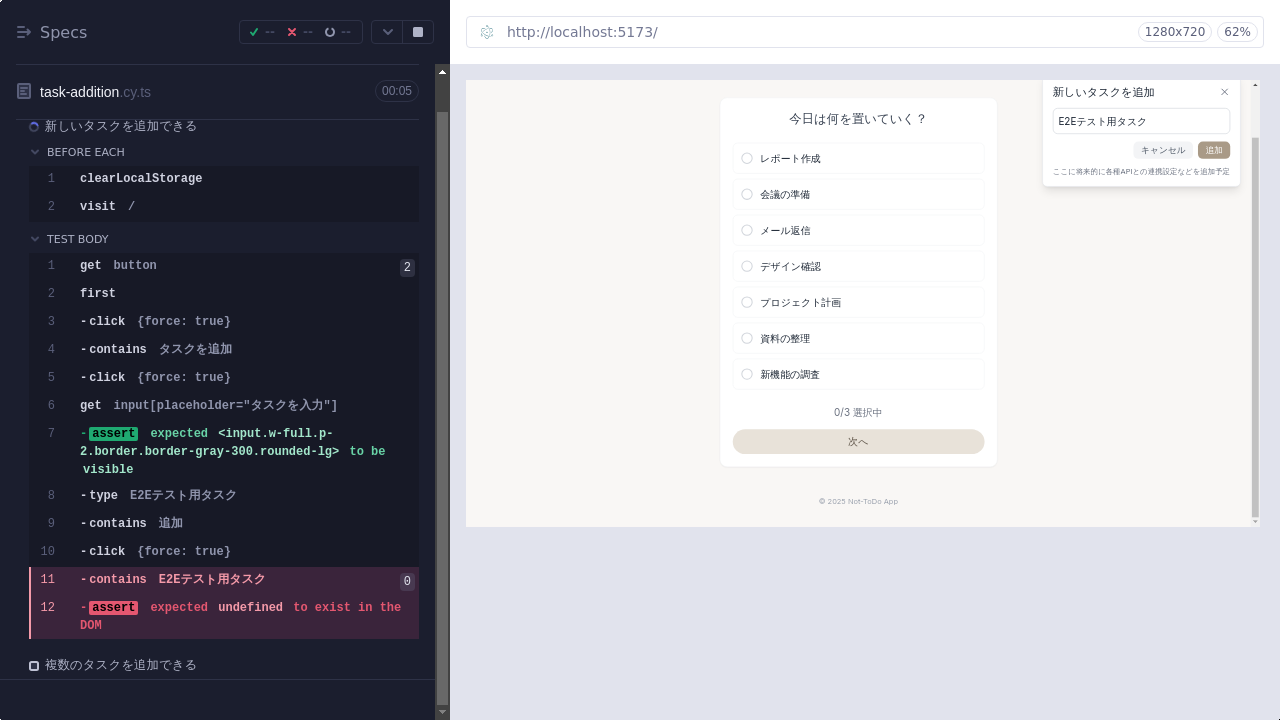 Specs
--
--
--
task-addition.cy.ts
00:05
新しいタスクを追加できる
BEFORE EACH
1 clearLocalStorage
2 visit /
TEST BODY
1 get button 2
2 first
3 -click {force: true}
4 -contains タスクを追加
5 -click {force: true}
6 get input[placeholder="タスクを入力"]
7 -assert expected <input.w-full.p-
2.border.border-gray-300.rounded-lg> to be
visible
8 -type E2Eテスト用タスク
9 -contains 追加
10 -click {force: true}
11 -contains E2Eテスト用タスク 0
12 -assert expected undefined to exist in the
DOM
複数のタスクを追加できる
http://localhost:5173/
1280x720
62%
今日は何を置いていく？
レポート作成
会議の準備
メール返信
デザイン確認
プロジェクト計画
資料の整理
新機能の調査
0/3 選択中
次へ
© 2025 Not-ToDo App
新しいタスクを追加
E2Eテスト用タスク
キャンセル
追加
ここに将来的に各種APIとの連携設定などを追加予定